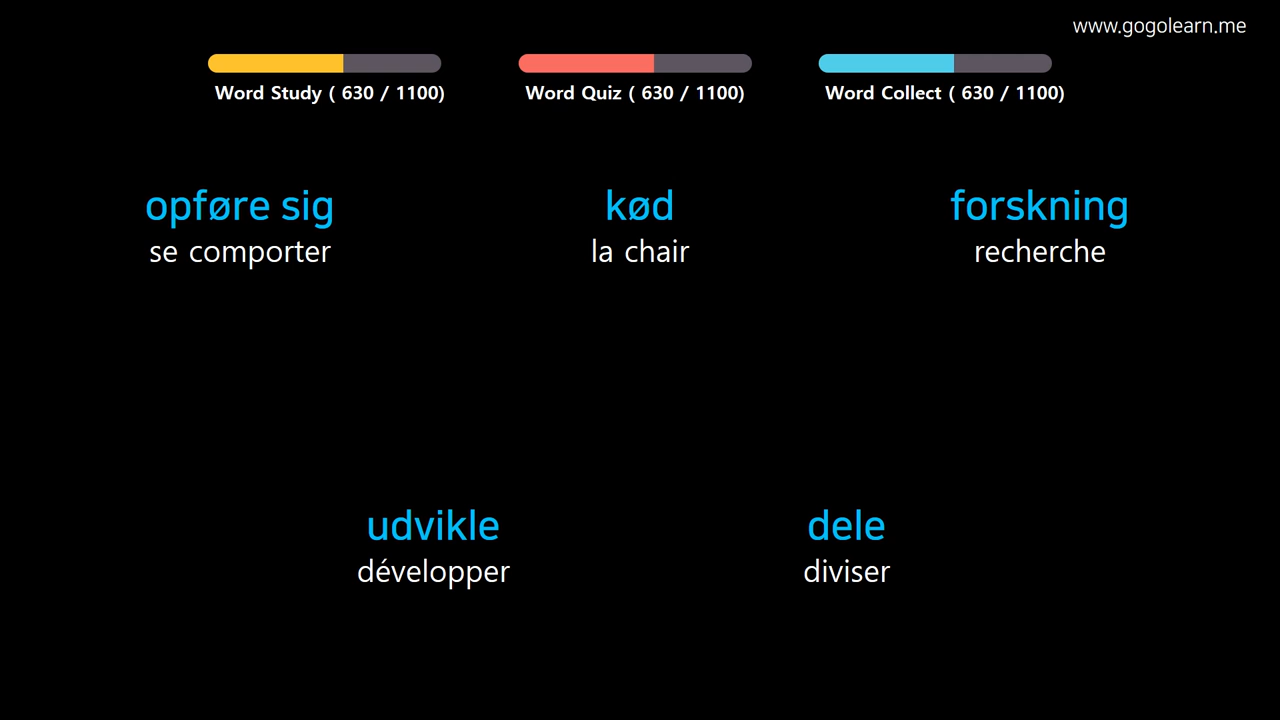 www.gogolearn.me
Word Study ( 630 / 1100)
Word Quiz ( 630 / 1100)
Word Collect ( 630 / 1100)
opføre sig
se comporter
kød
la chair
forskning
recherche
udvikle
développer
dele
diviser